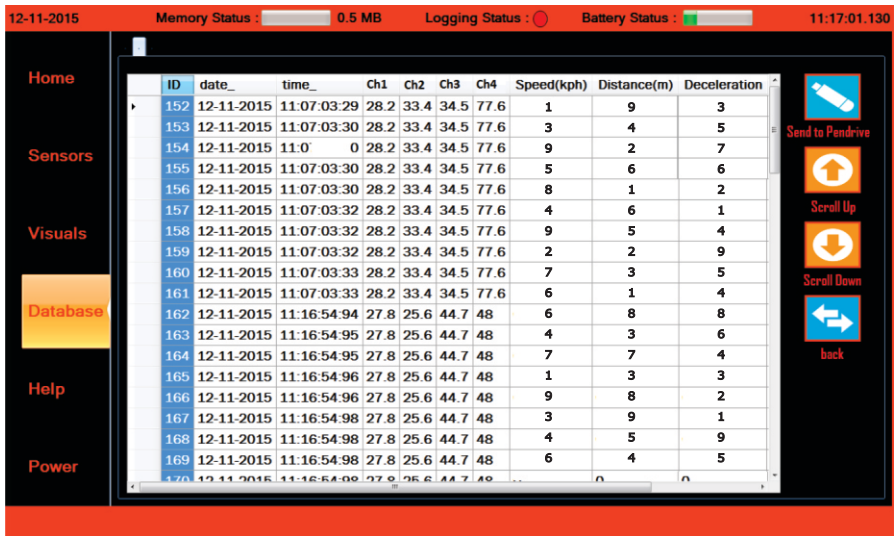 12-11-2015 Memory Status : 0.5 MB Logging Status : Battery Status : 11:17:01.130
Home
Sensors
Visuals
Database
Help
Power
ID date_ time_ Ch1 Ch2 Ch3 Ch4 Speed(kph) Distance(m) Deceleration
152 12-11-2015 11:07:03:29 28.2 33.4 34.5 77.6 1 9 3
153 12-11-2015 11:07:03:30 28.2 33.4 34.5 77.6 3 4 5
154 12-11-2015 11:0 0 28.2 33.4 34.5 77.6 9 2 7
155 12-11-2015 11:07:03:30 28.2 33.4 34.5 77.6 5 6 6
156 12-11-2015 11:07:03:30 28.2 33.4 34.5 77.6 8 1 2
157 12-11-2015 11:07:03:32 28.2 33.4 34.5 77.6 4 6 1
158 12-11-2015 11:07:03:32 28.2 33.4 34.5 77.6 9 5 4
159 12-11-2015 11:07:03:32 28.2 33.4 34.5 77.6 2 2 9
160 12-11-2015 11:07:03:33 28.2 33.4 34.5 77.6 7 3 5
161 12-11-2015 11:07:03:33 28.2 33.4 34.5 77.6 6 1 4
162 12-11-2015 11:16:54:94 27.8 25.6 44.7 48 6 8 8
163 12-11-2015 11:16:54:95 27.8 25.6 44.7 48 4 3 6
164 12-11-2015 11:16:54:95 27.8 25.6 44.7 48 7 7 4
165 12-11-2015 11:16:54:96 27.8 25.6 44.7 48 1 3 3
166 12-11-2015 11:16:54:96 27.8 25.6 44.7 48 9 8 2
167 12-11-2015 11:16:54:98 27.8 25.6 44.7 48 3 9 1
168 12-11-2015 11:16:54:98 27.8 25.6 44.7 48 4 5 9
169 12-11-2015 11:16:54:98 27.8 25.6 44.7 48 6 4 5
170 12-11-2015 11:16:54:98 27.8 25.6 44.7 48 0 0
Send to Pendrive
Scroll Up
Scroll Down
back